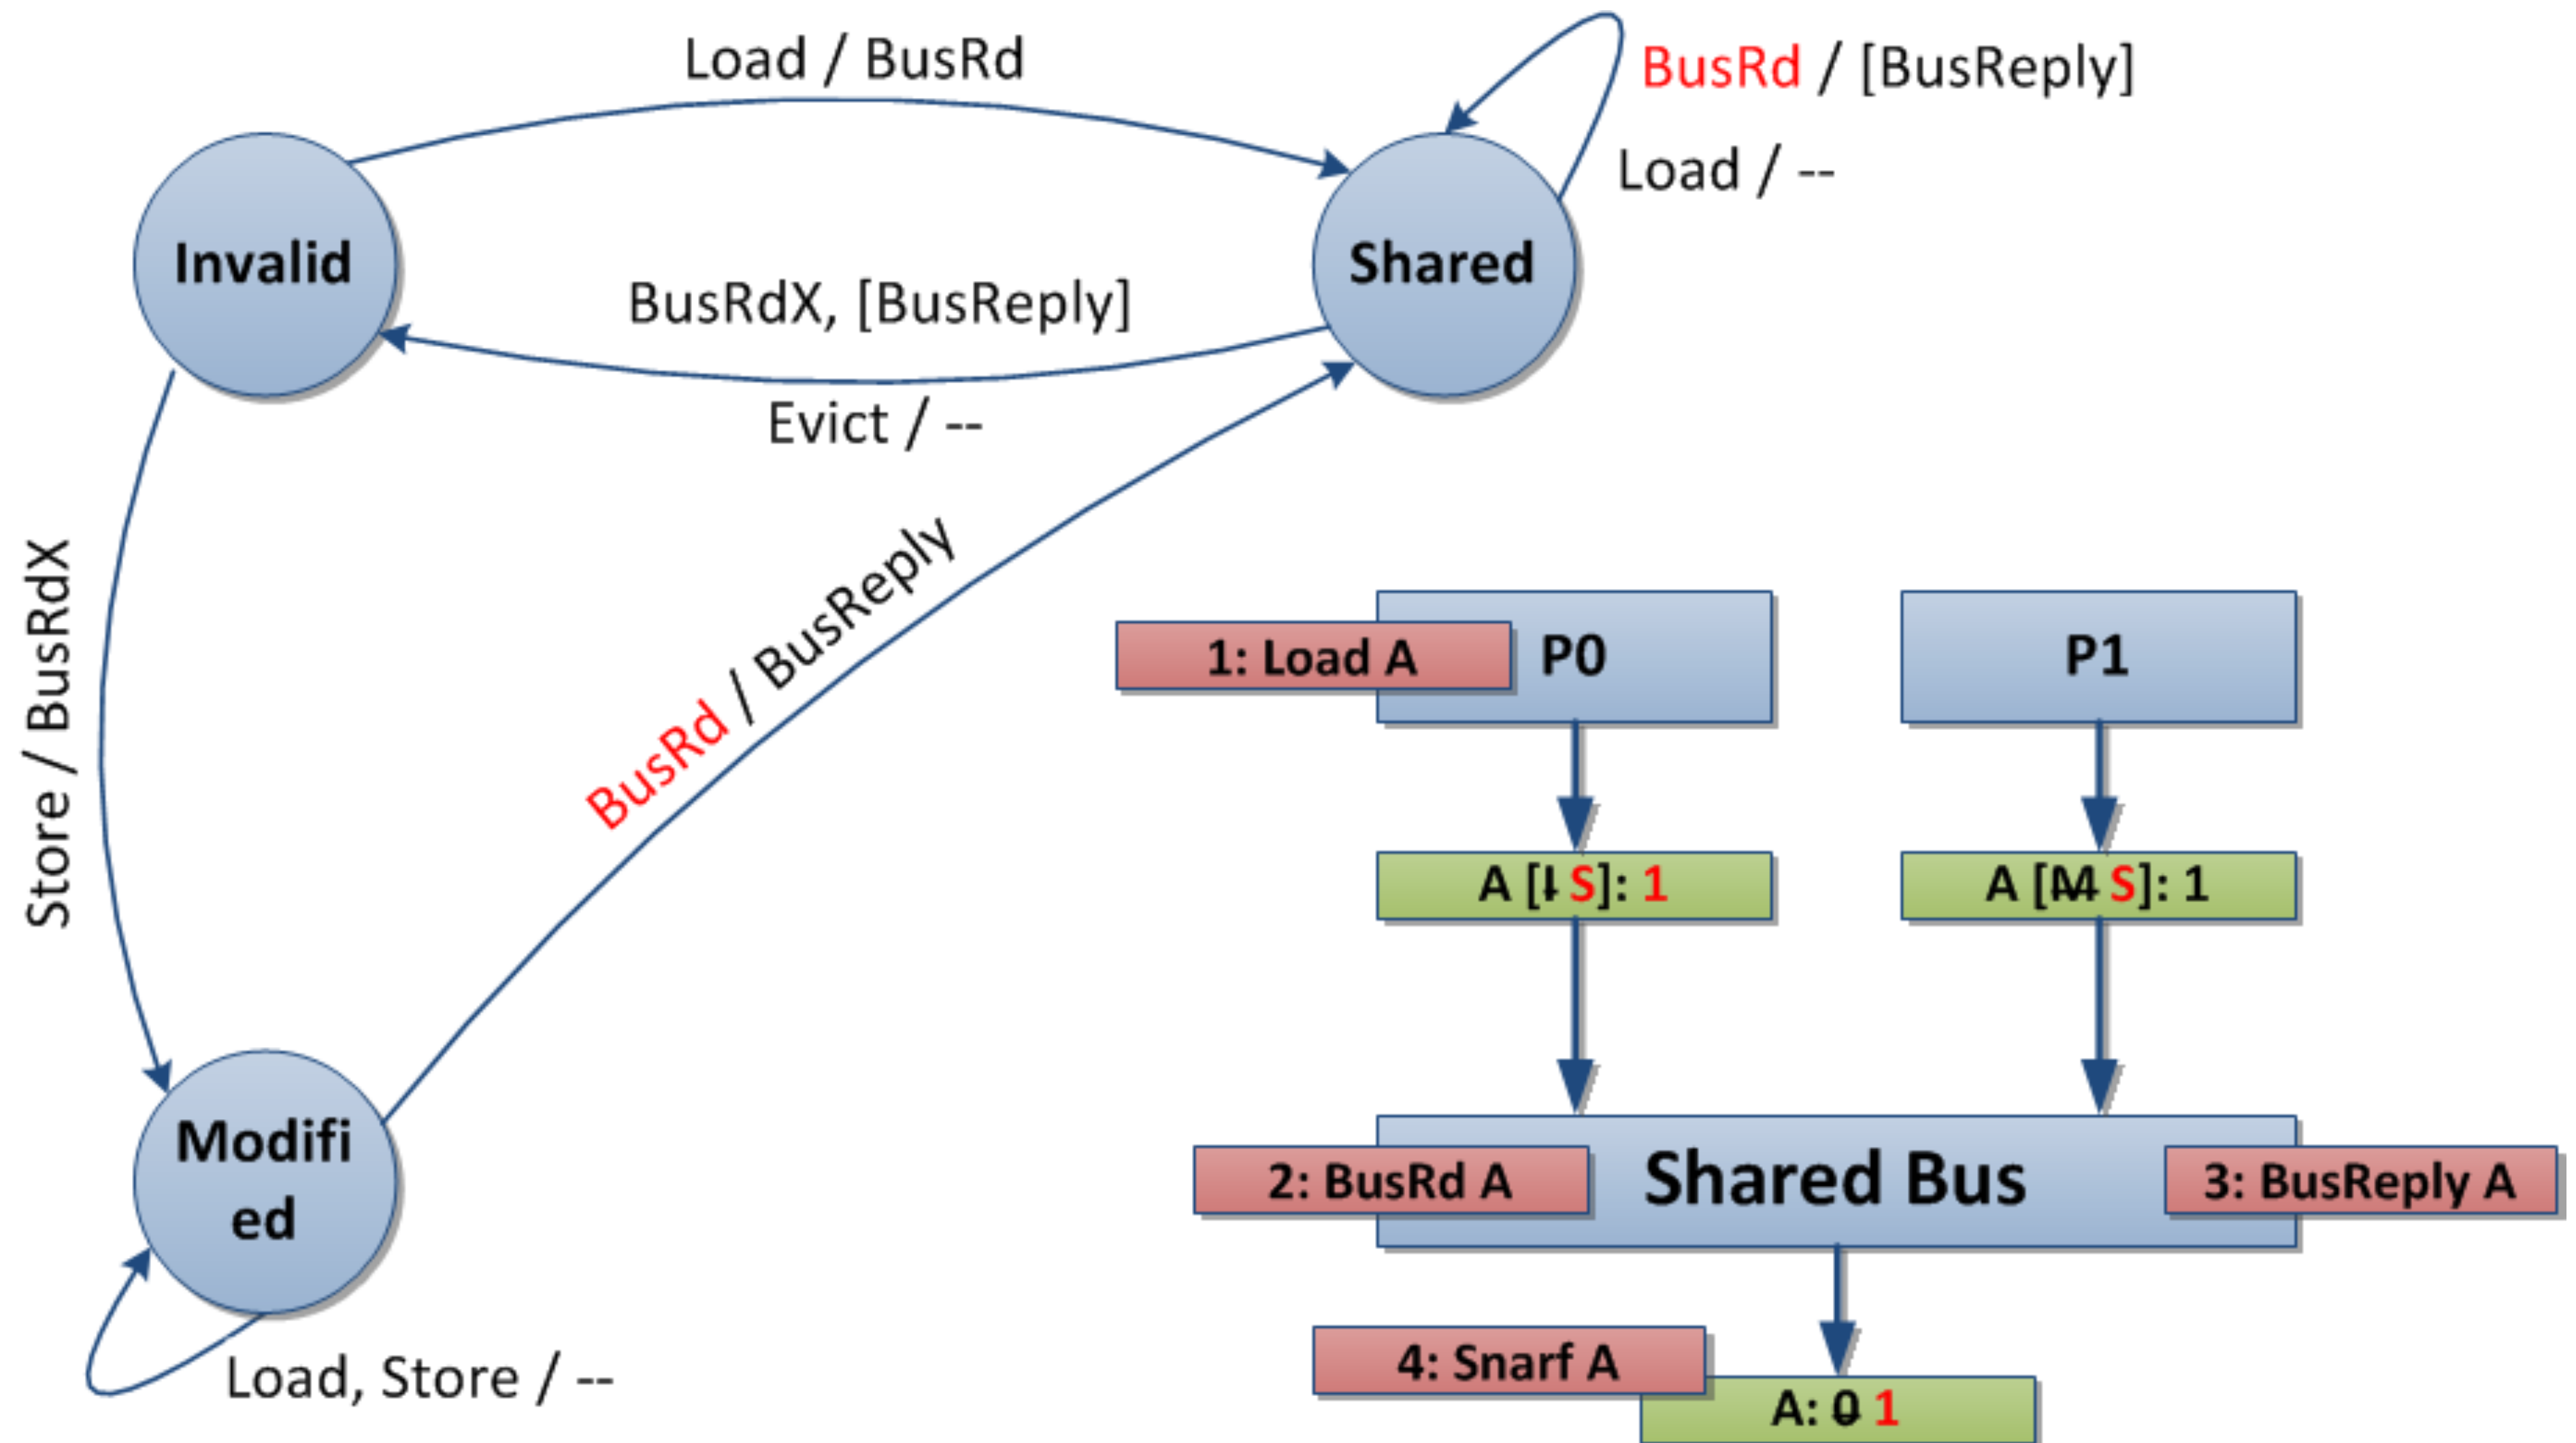 Load / BusRd
BusRd / [BusReply]
Load / --
Invalid
Shared
BusRdX, [BusReply]
Evict / --
Store / BusRdX
BusRd / BusReply
1: Load A
P0
P1
A [I S]: 1
A [M S]: 1
Modifi
ed
2: BusRd A
Shared Bus
3: BusReply A
Load, Store / --
4: Snarf A
A: 0 1